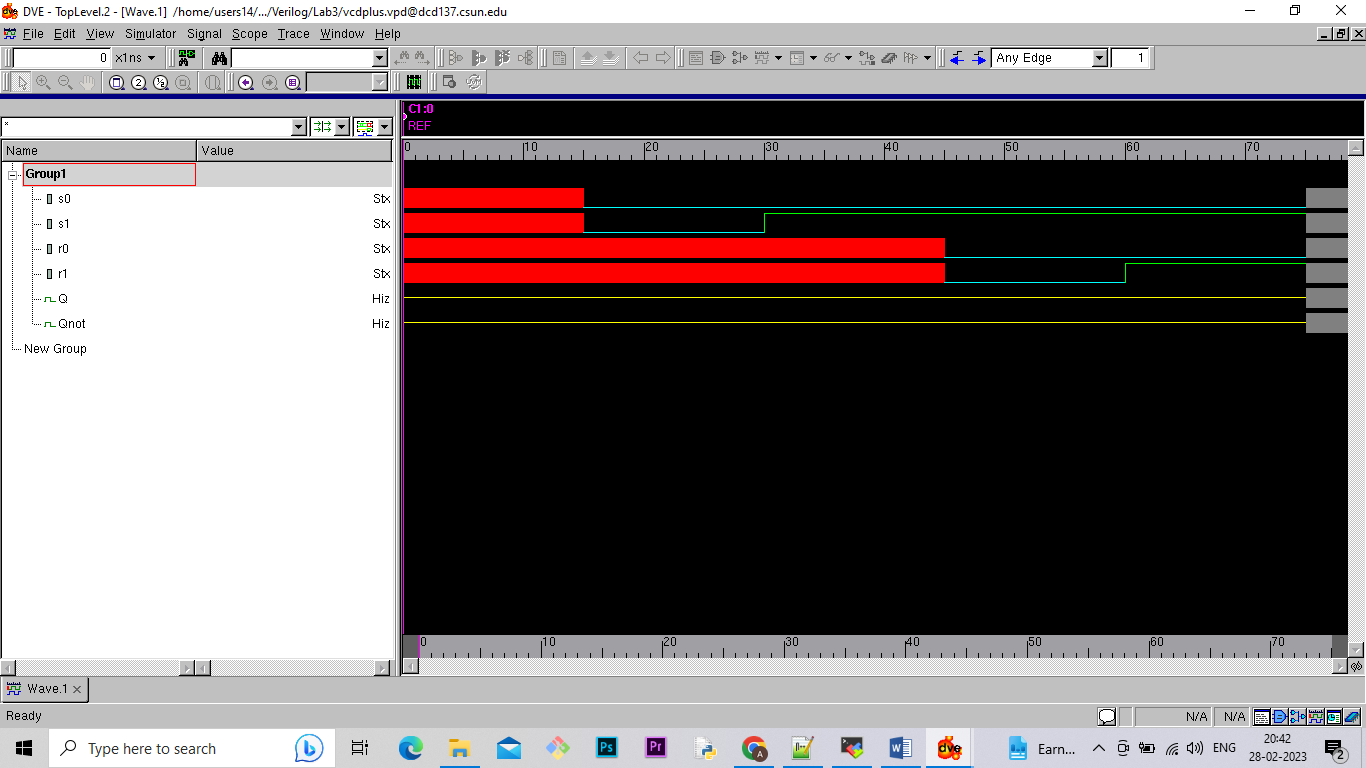 DVE - TopLevel.2 - [Wave.1] /home/users14/.../Verilog/Lab3/vcdplus.vpd@dcd137.csun.edu
File Edit View Simulator Signal Scope Trace Window Help
0 x1ns Any Edge 1
C1:0
REF
*
Name Value
0 10 20 30 40 50 60 70
Group1
s0 Stx
s1 Stx
r0 Stx
r1 Stx
Q Hiz
Qnot Hiz
New Group
0 10 20 30 40 50 60 70
Wave.1
Ready N/A N/A
Type here to search Ps Pr A W dve Earn... ENG 20:42
28-02-2023 2